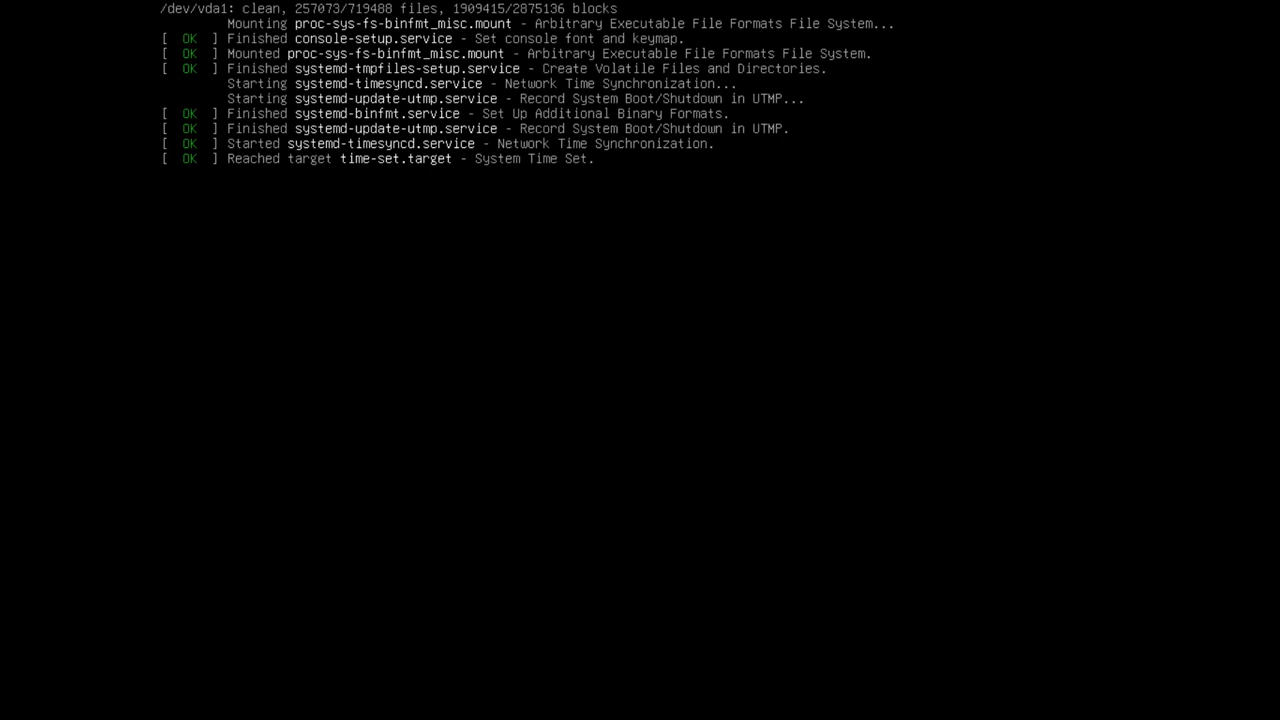 /dev/vda1: clean, 257073/719488 files, 1909415/2875136 blocks
Mounting proc-sys-fs-binfmt_misc.mount - Arbitrary Executable File Formats File System...
[  OK  ] Finished console-setup.service - Set console font and keymap.
[  OK  ] Mounted proc-sys-fs-binfmt_misc.mount - Arbitrary Executable File Formats File System.
[  OK  ] Finished systemd-tmpfiles-setup.service - Create Volatile Files and Directories.
Starting systemd-timesyncd.service - Network Time Synchronization...
Starting systemd-update-utmp.service - Record System Boot/Shutdown in UTMP...
[  OK  ] Finished systemd-binfmt.service - Set Up Additional Binary Formats.
[  OK  ] Finished systemd-update-utmp.service - Record System Boot/Shutdown in UTMP.
[  OK  ] Started systemd-timesyncd.service - Network Time Synchronization.
[  OK  ] Reached target time-set.target - System Time Set.